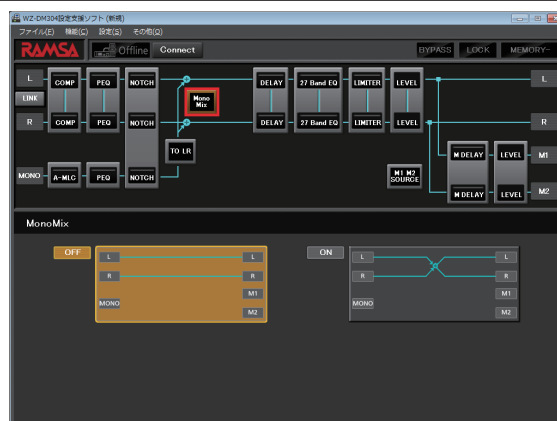 WZ-DM304設定支援ソフト (新規)
ファイル(F) 機能(C) 設定(S) その他(O)
RAMSA Offline Connect BYPASS LOCK MEMORY-
L COMP PEQ NOTCH DELAY 27 Band EQ LIMITER LEVEL L
LINK
Mono
Mix
R COMP PEQ NOTCH DELAY 27 Band EQ LIMITER LEVEL R
TO LR
M DELAY LEVEL M1
MONO A-MLC PEQ NOTCH
M1 M2
SOURCE
M DELAY LEVEL M2
MonoMix
OFF L L ON L L
R R R R
M1 M1
MONO MONO
M2 M2